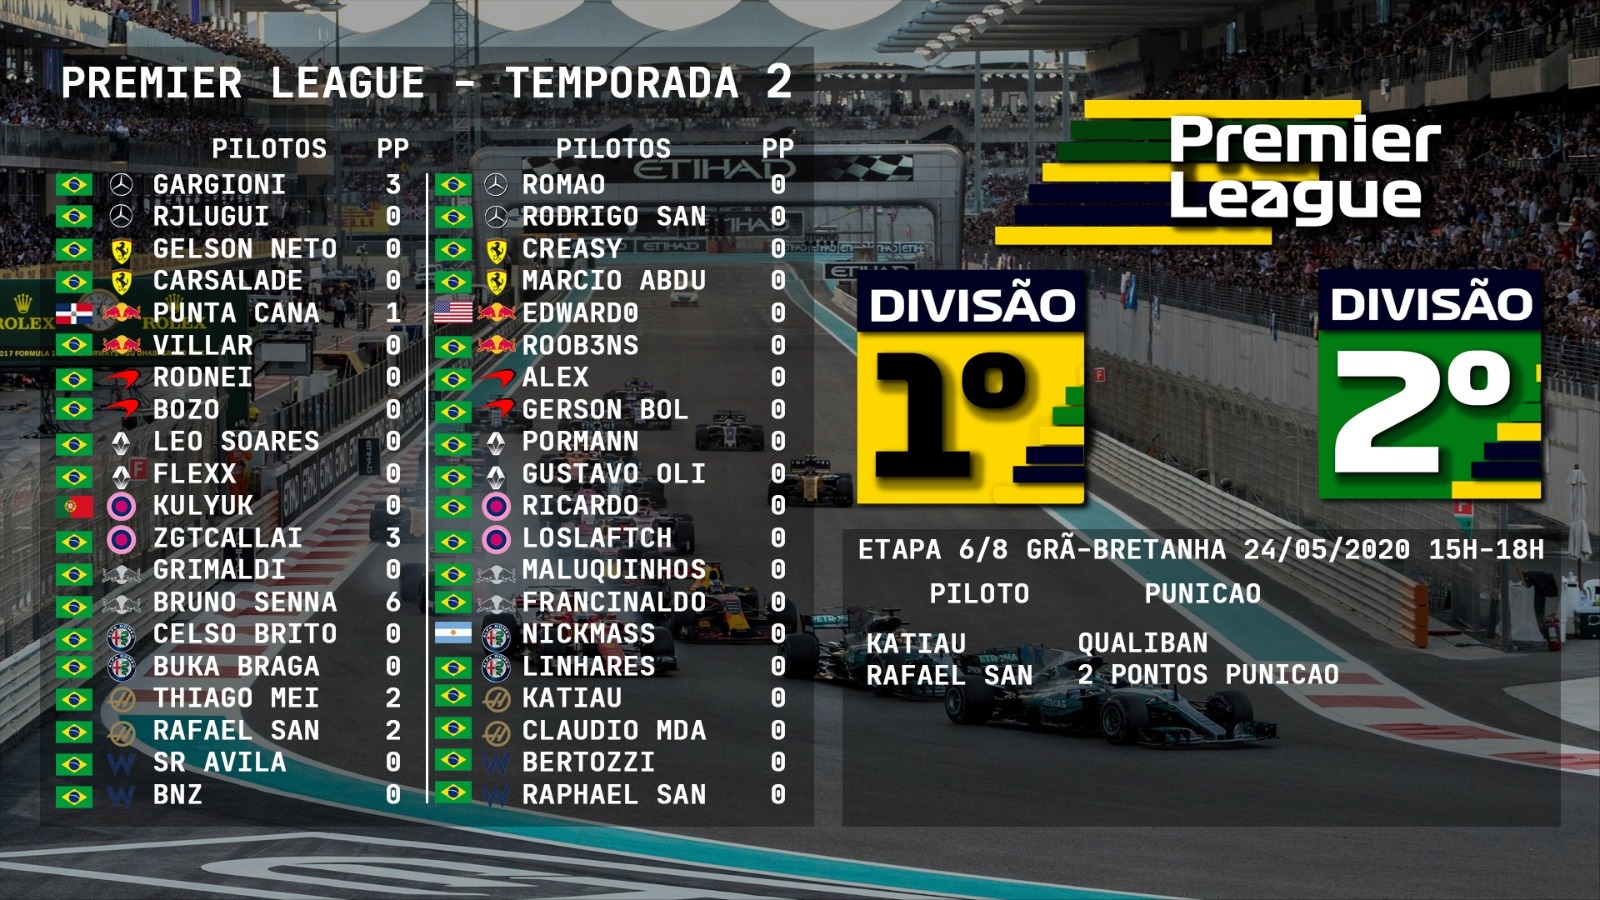 PREMIER LEAGUE - TEMPORADA 2
PILOTOS PP PILOTOS PP
GARGIONI 3 ROMAO 0
RJLUGUI 0 RODRIGO SAN 0
GELSON NETO 0 CREASY 0
CARSALADE 0 MARCIO ABDU 0
PUNTA CANA 1 EDWARD0 0
VILLAR 0 ROOB3NS 0
RODNEI 0 ALEX 0
BOZO 0 GERSON BOL 0
LEO SOARES 0 PORMANN 0
FLEXX 0 GUSTAVO OLI 0
KULYUK 0 RICARDO 0
ZGTCALLAI 3 LOSLAFTCH 0
GRIMALDI 0 MALUQUINHOS 0
BRUNO SENNA 6 FRANCINALDO 0
CELSO BRITO 0 NICKMASS 0
BUKA BRAGA 0 LINHARES 0
THIAGO MEI 2 KATIAU 0
RAFAEL SAN 2 CLAUDIO MDA 0
SR AVILA 0 BERTOZZI 0
BNZ 0 RAPHAEL SAN 0
Premier
League
DIVISÃO
1º
DIVISÃO
2º
ETAPA 6/8 GRÃ-BRETANHA 24/05/2020 15H-18H
PILOTO PUNICAO
KATIAU QUALIBAN
RAFAEL SAN 2 PONTOS PUNICAO
ETIHAD
ETIHAD
ETIHAD
ROLEX
ROLEX